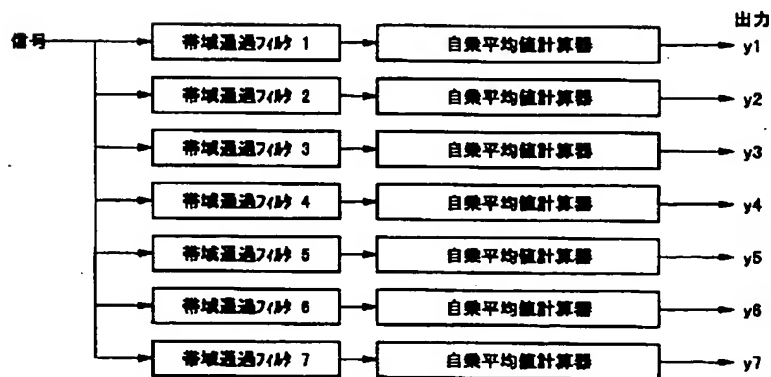 出力
信号 帯域通過フィルタ 1 自乗平均値計算器 y1
帯域通過フィルタ 2 自乗平均値計算器 y2
帯域通過フィルタ 3 自乗平均値計算器 y3
帯域通過フィルタ 4 自乗平均値計算器 y4
帯域通過フィルタ 5 自乗平均値計算器 y5
帯域通過フィルタ 6 自乗平均値計算器 y6
帯域通過フィルタ 7 自乗平均値計算器 y7